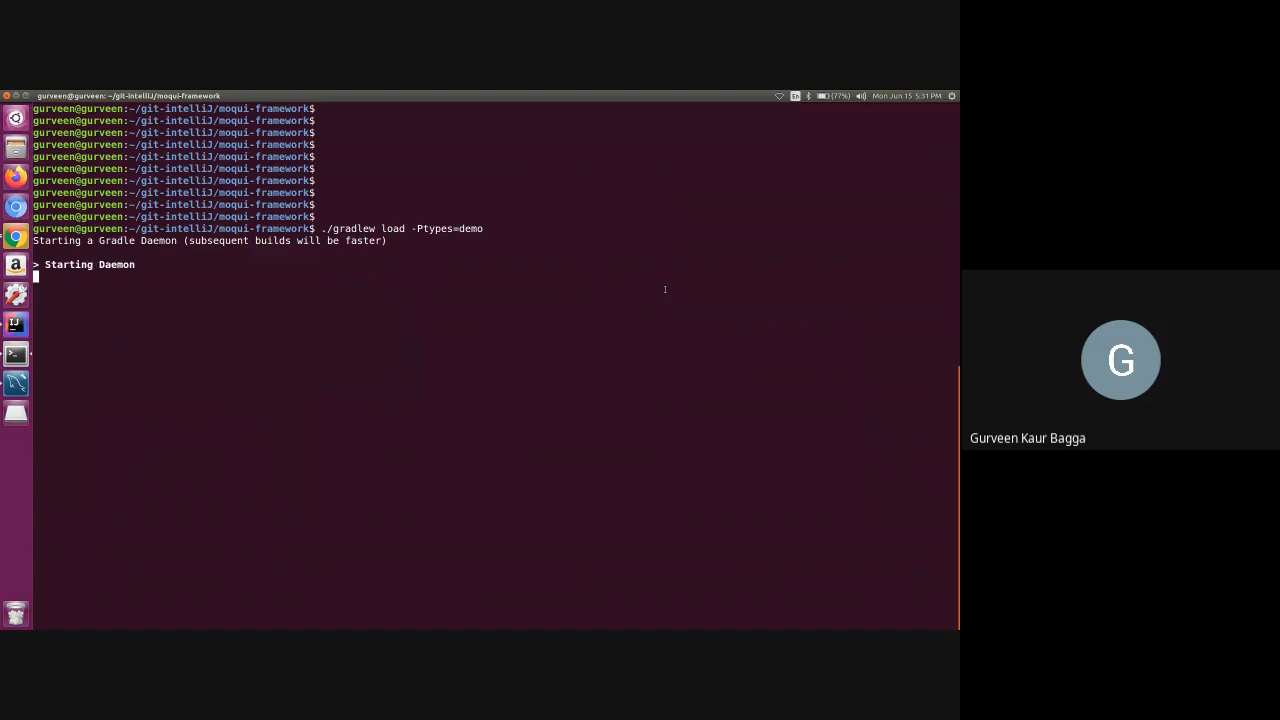 gurveen@gurveen: ~/git-intelliJ/moqui-framework
En (77%) Mon Jun 15 5:31 PM
gurveen@gurveen:~/git-intelliJ/moqui-framework$
gurveen@gurveen:~/git-intelliJ/moqui-framework$
gurveen@gurveen:~/git-intelliJ/moqui-framework$
gurveen@gurveen:~/git-intelliJ/moqui-framework$
gurveen@gurveen:~/git-intelliJ/moqui-framework$
gurveen@gurveen:~/git-intelliJ/moqui-framework$
gurveen@gurveen:~/git-intelliJ/moqui-framework$
gurveen@gurveen:~/git-intelliJ/moqui-framework$
gurveen@gurveen:~/git-intelliJ/moqui-framework$
gurveen@gurveen:~/git-intelliJ/moqui-framework$
gurveen@gurveen:~/git-intelliJ/moqui-framework$ ./gradlew load -Ptypes=demo
Starting a Gradle Daemon (subsequent builds will be faster)
> Starting Daemon
a
IJ
>_
G
Gurveen Kaur Bagga